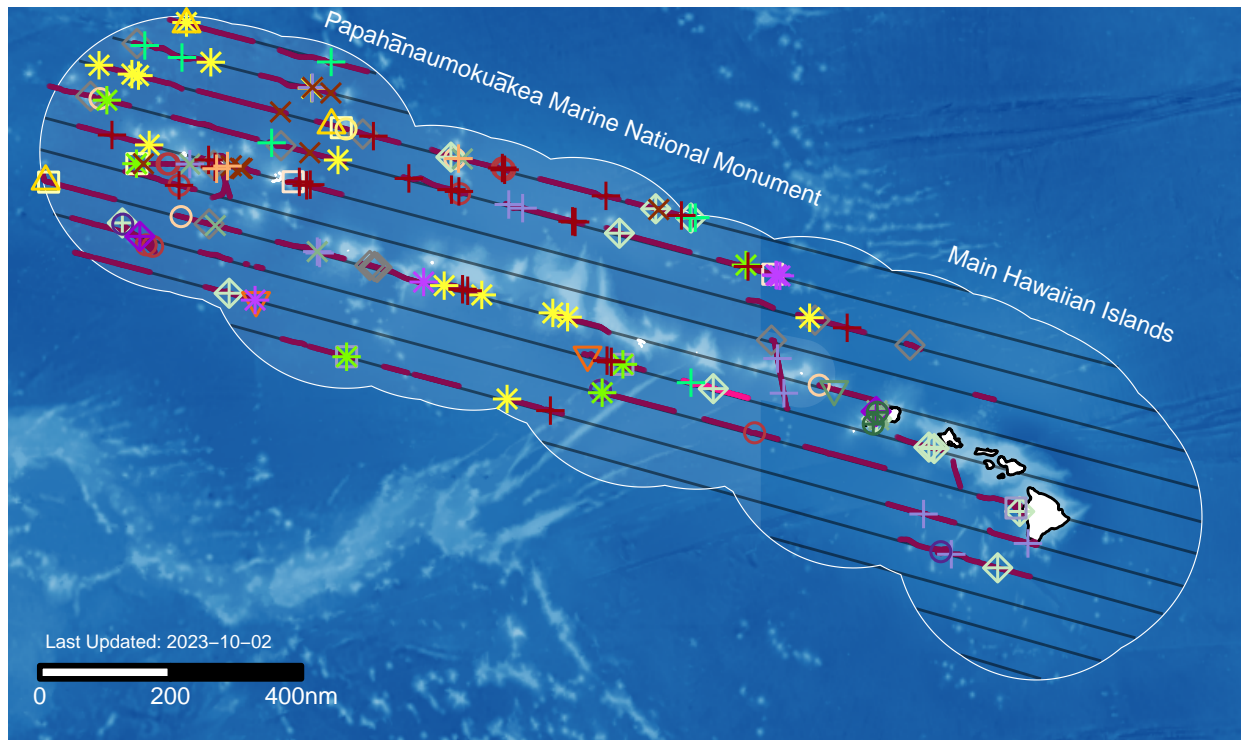 Papahānaumokuākea Marine National Monument
Main Hawaiian Islands
Last Updated: 2023−10−02
0 200 400nm